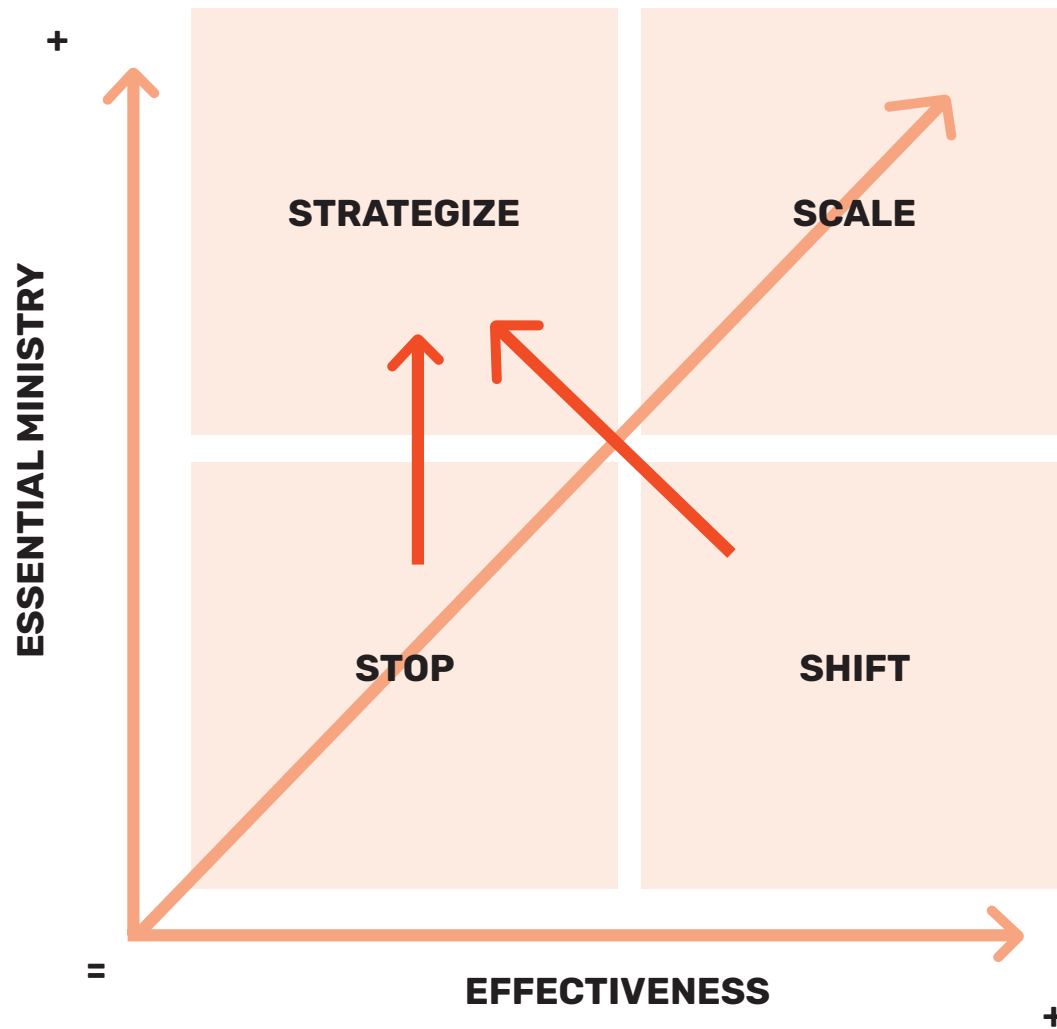 +
STRATEGIZE
SCALE
ESSENTIAL MINISTRY
STOP
SHIFT
=
EFFECTIVENESS
+